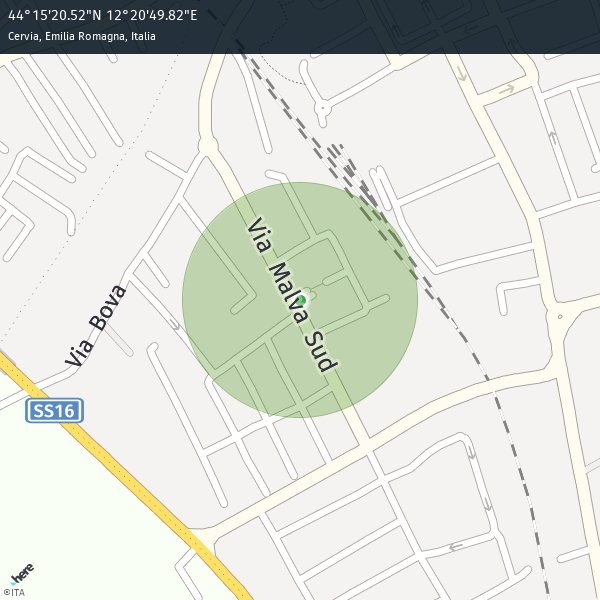 44°15'20.52"N 12°20'49.82"E
Cervia, Emilia Romagna, Italia
Via Malva Sud
Via Bova
SS16
here
©ITA